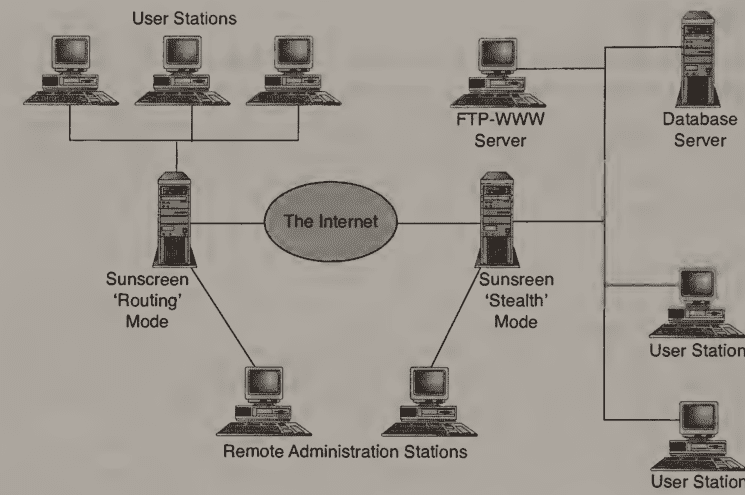 User Stations
FTP-WWW
Server
Database
Server
The Internet
Sunscreen
'Routing'
Mode
Sunsreen
'Stealth'
Mode
User Station
Remote Administration Stations
User Station